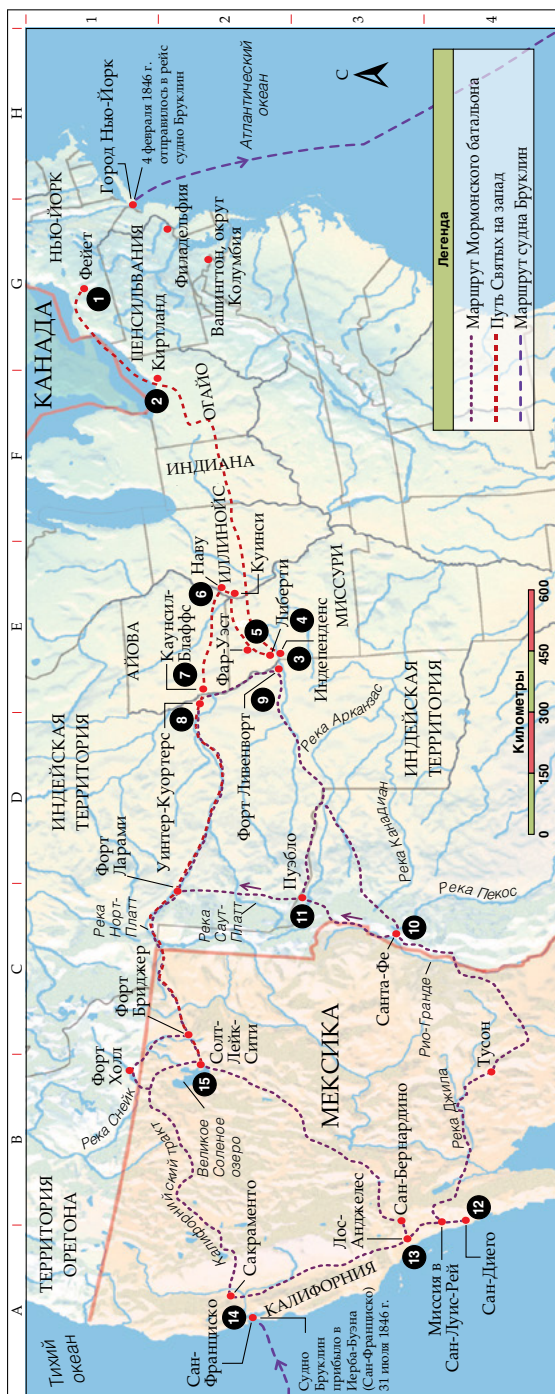 1
2
3
4
A
B
C
D
E
F
G
H
Тихий
океан
ТЕРРИТОРИЯ
ОРЕГОНА
Река Снейк
Форт
Холл
Форт
Бриджер
Река
Норт-
Платт
Форт
Ларами
ИНДЕЙСКАЯ
ТЕРРИТОРИЯ
Уинтер-Куортерс
8
АЙОВА
Каунсил-
Блаффс
7
6
Наву
ИЛЛИНОЙС
Куинси
ИНДИАНА
ОГАЙО
2
Киртланд
КАНАДА
1
Фейет
НЬЮ-ЙОРК
ПЕНСИЛЬВАНИЯ
Филадельфия
Вашингтон, округ
Колумбия
Город Нью-Йорк
4 февраля 1846 г.
отправилось в рейс
судно Бруклин
Атлантический
океан
С
Калифорнийский тракт
Великое
Соленое
озеро
15
Солт-
Лейк-
Сити
Река
Саут-
Платт
11
Пуэбло
Форт Ливенворт
9
Фар-Уэст
5
Либерти
4
3
Индепенденс
МИССУРИ
Река Арканзас
ИНДЕЙСКАЯ
ТЕРРИТОРИЯ
Река Канадиан
Река Пекос
10
Санта-Фе
Рио-Гранде
МЕКСИКА
Тусон
Река Джила
Сан-Бернардино
Лос-
Анджелес
13
12
Миссия в
Сан-Луис-Рей
Сан-Диего
КАЛИФОРНИЯ
Сакраменто
14
Сан-
Франциско
Судно
Бруклин
прибыло в
Иерба-Буэна
(Сан-Франциско)
31 июля 1846 г.
Километры
0
150
300
450
600
Легенда
Маршрут Мормонского батальона
Путь Святых на запад
Маршрут судна Бруклин